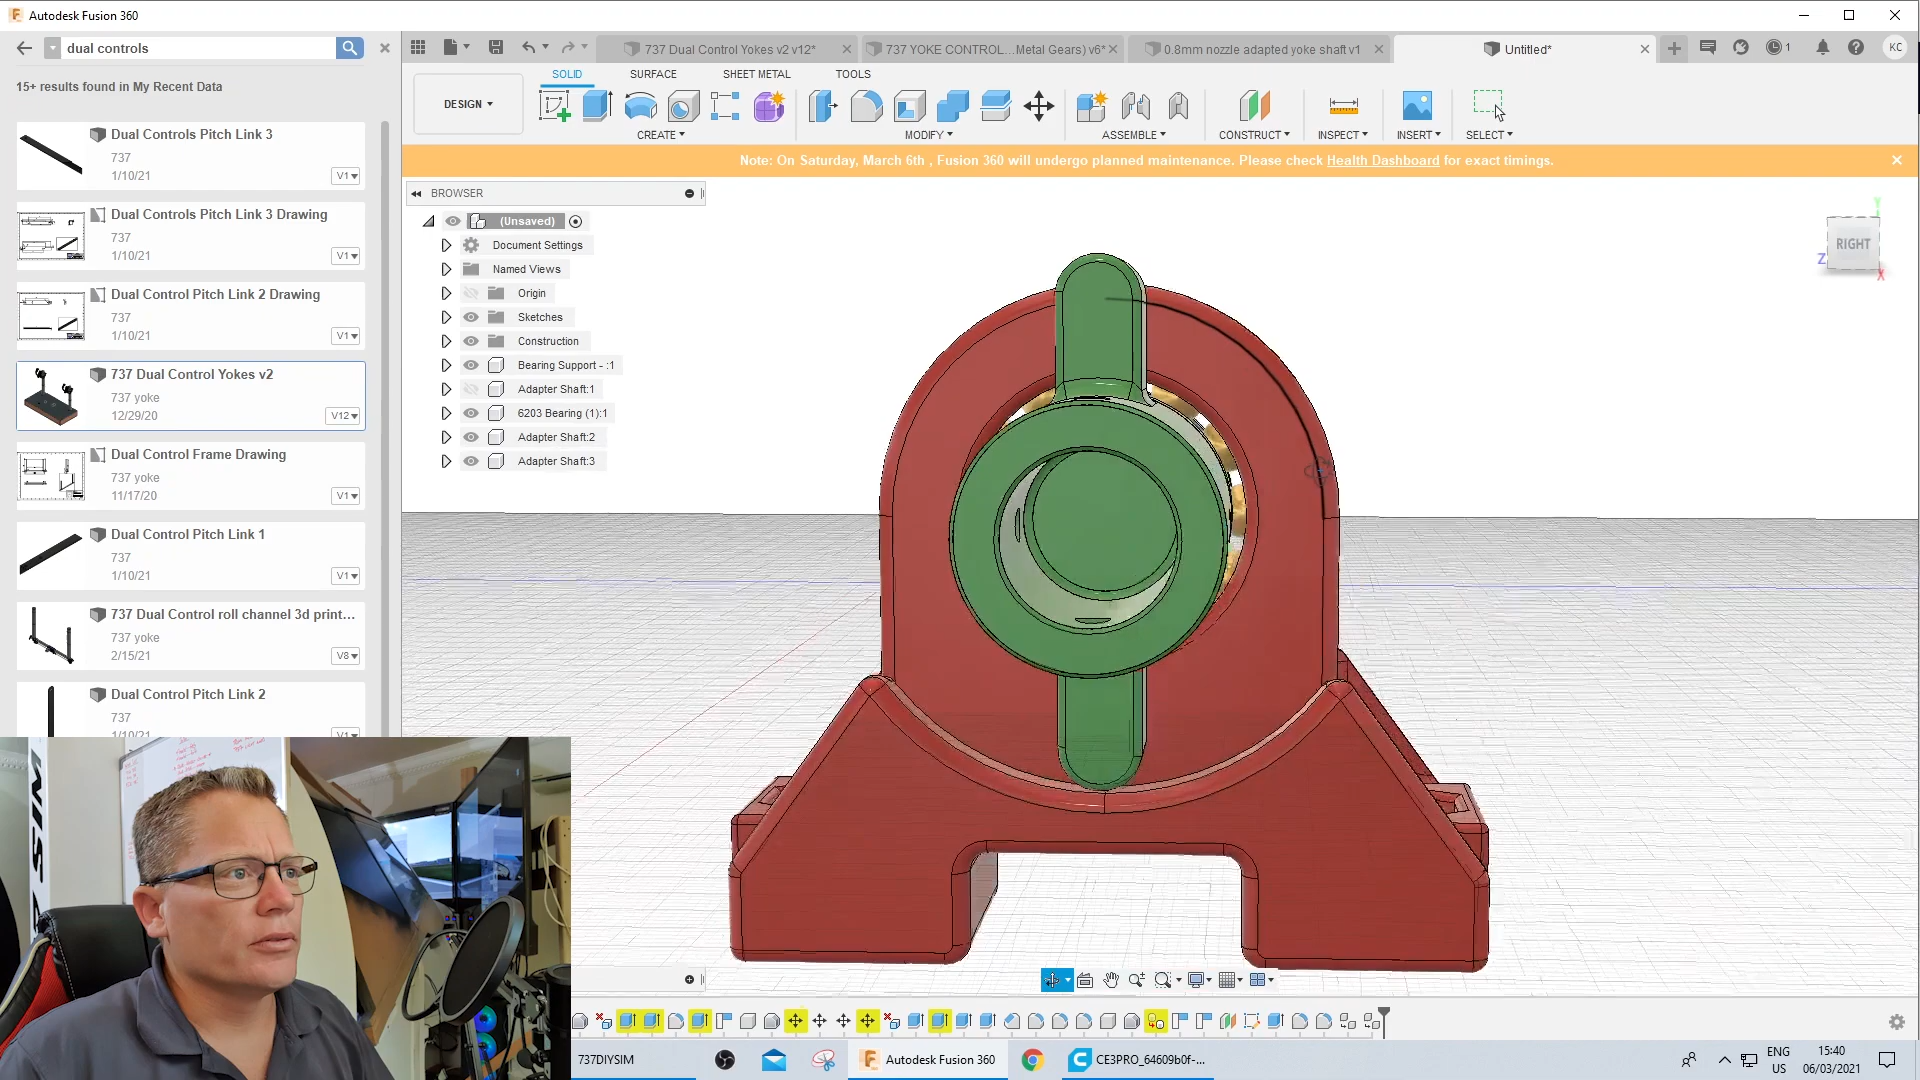 Autodesk Fusion 360
dual controls
15+ results found in My Recent Data
Dual Controls Pitch Link 3
737
1/10/21
V1
Dual Controls Pitch Link 3 Drawing
737
1/10/21
V1
Dual Control Pitch Link 2 Drawing
737
1/10/21
V1
737 Dual Control Yokes v2
737 yoke
12/29/20
V12
Dual Control Frame Drawing
737 yoke
11/17/20
V1
Dual Control Pitch Link 1
737
1/10/21
V1
737 Dual Control roll channel 3d print...
737 yoke
2/15/21
V8
Dual Control Pitch Link 2
737
1/10/21
V1
737 Dual Control Yokes v2 v12*
737 YOKE CONTROL...Metal Gears) v6*
0.8mm nozzle adapted yoke shaft v1
Untitled*
1
KC
SOLID
SURFACE
SHEET METAL
TOOLS
DESIGN
CREATE
MODIFY
ASSEMBLE
CONSTRUCT
INSPECT
INSERT
SELECT
Note: On Saturday, March 6th , Fusion 360 will undergo planned maintenance. Please check Health Dashboard for exact timings.
BROWSER
(Unsaved)
Document Settings
Named Views
Origin
Sketches
Construction
Bearing Support - :1
Adapter Shaft:1
6203 Bearing (1):1
Adapter Shaft:2
Adapter Shaft:3
RIGHT
Y
Z
X
737DIYSIM
Autodesk Fusion 360
CE3PRO_64609b0f-...
ENG
US
15:40
06/03/2021